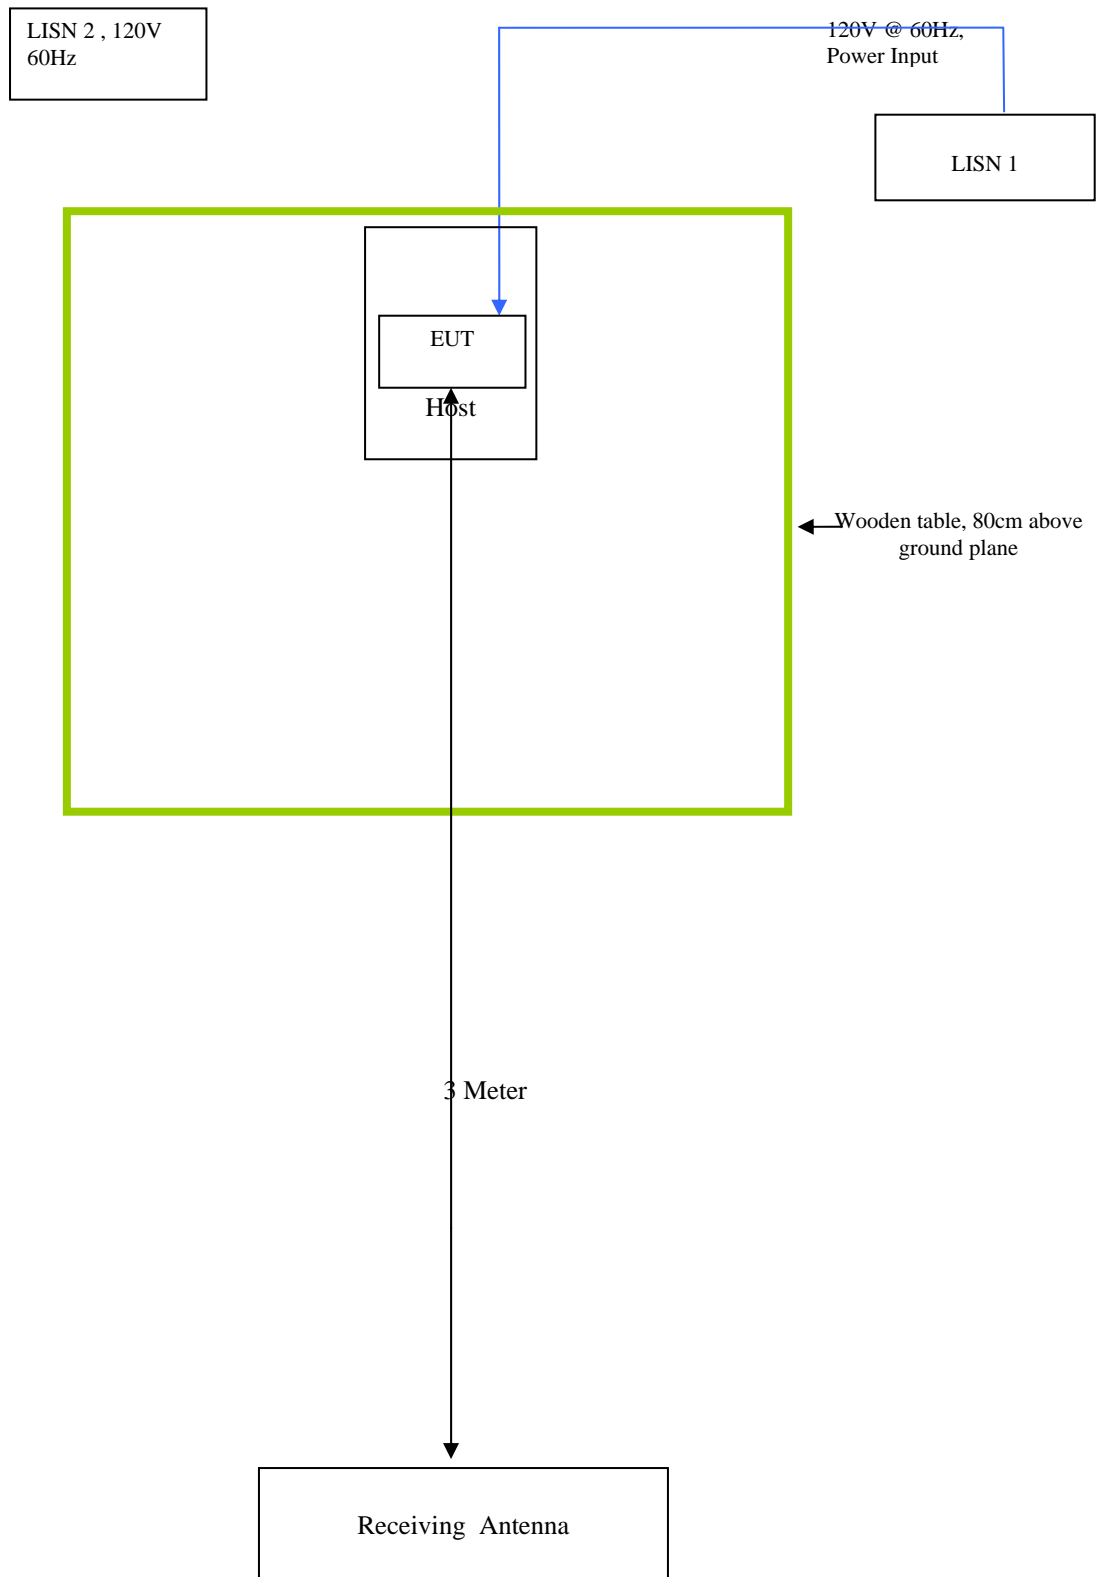 LISN 2 , 120V
60Hz
120V @ 60Hz,
Power Input
LISN 1
EUT
Host
Wooden table, 80cm above
ground plane
3 Meter
Receiving Antenna